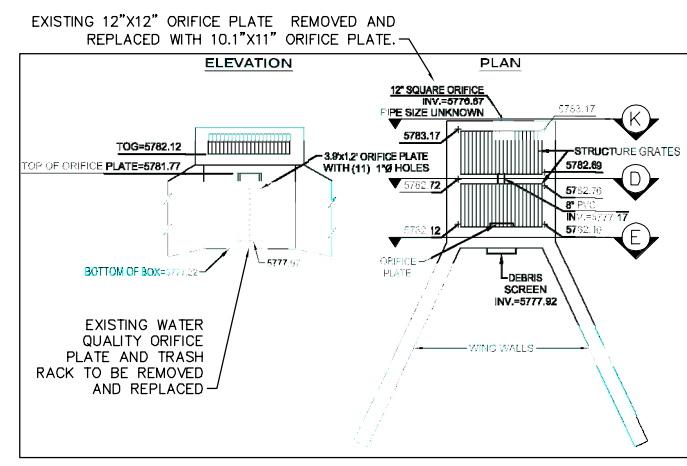 EXISTING 12"X12" ORIFICE PLATE REMOVED AND
REPLACED WITH 10.1"X11" ORIFICE PLATE.
ELEVATION
PLAN
12" SQUARE ORIFICE
INV.=5776.67
PIPE SIZE UNKNOWN
5783.17
K
5783.17
TOG=5782.12
STRUCTURE GRATES
3.9'x1.2' ORIFICE PLATE
WITH (11) 1"Ø HOLES
TOP OF ORIFICE PLATE=5781.77
5782.69
D
5782.72
5782.76
8" PVC
INV.=5777.17
5782.12
E
ORIFICE
PLATE
BOTTOM OF BOX=
DEBRIS
SCREEN
INV.=5777.92
EXISTING WATER
QUALITY ORIFICE
PLATE AND TRASH
RACK TO BE REMOVED
AND REPLACED
WING WALLS